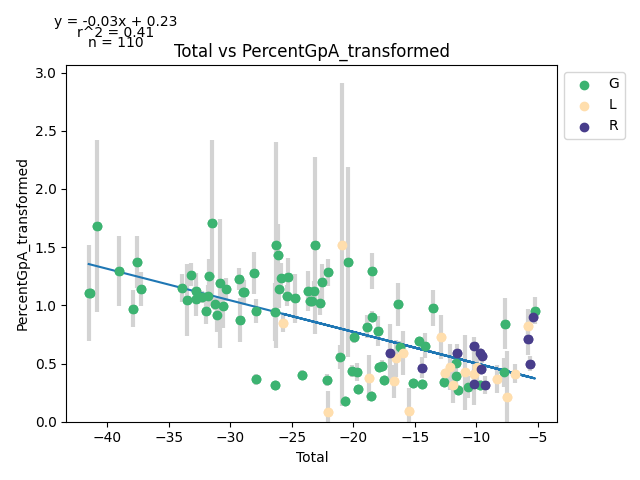 y = -0.03x + 0.23
r^2 = 0.41
n = 110
Total vs PercentGpA_transformed
G
L
R
PercentGpA_transformed
3.0
2.5
2.0
1.5
1.0
0.5
0.0
−40 −35 −30 −25 −20 −15 −10 −5
Total